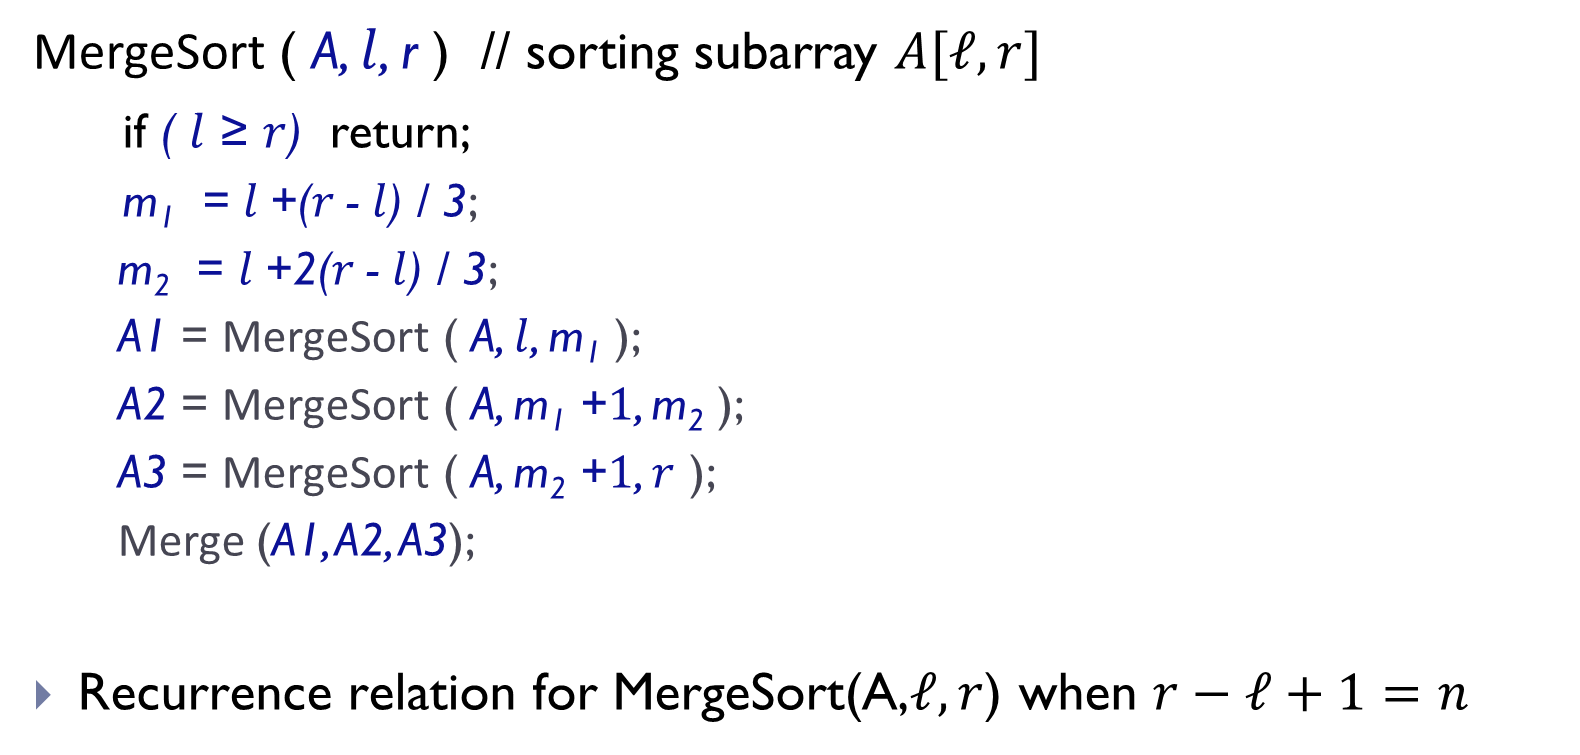 MergeSort ( A, l, r ) // sorting subarray A[ℓ, r]
if ( l ≥ r) return;
m₁ = l +(r - l) / 3;
m₂ = l +2(r - l) / 3;
A1 = MergeSort ( A, l, m₁ );
A2 = MergeSort ( A, m₁ +1, m₂ );
A3 = MergeSort ( A, m₂ +1, r );
Merge (A1,A2,A3);
Recurrence relation for MergeSort(A,ℓ, r) when r − ℓ + 1 = n